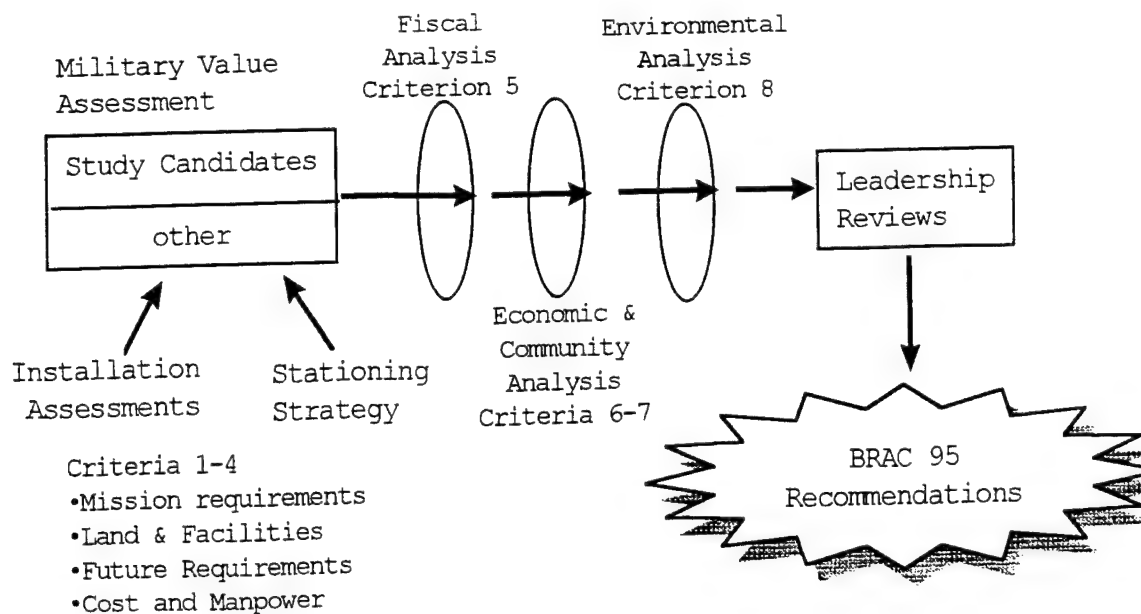 Military Value
Assessment
Study Candidates
other
Installation
Assessments
Stationing
Strategy
Criteria 1-4
•Mission requirements
•Land & Facilities
•Future Requirements
•Cost and Manpower
Fiscal
Analysis
Criterion 5
Economic &
Community
Analysis
Criteria 6-7
Environmental
Analysis
Criterion 8
Leadership
Reviews
BRAC 95
Recommendations